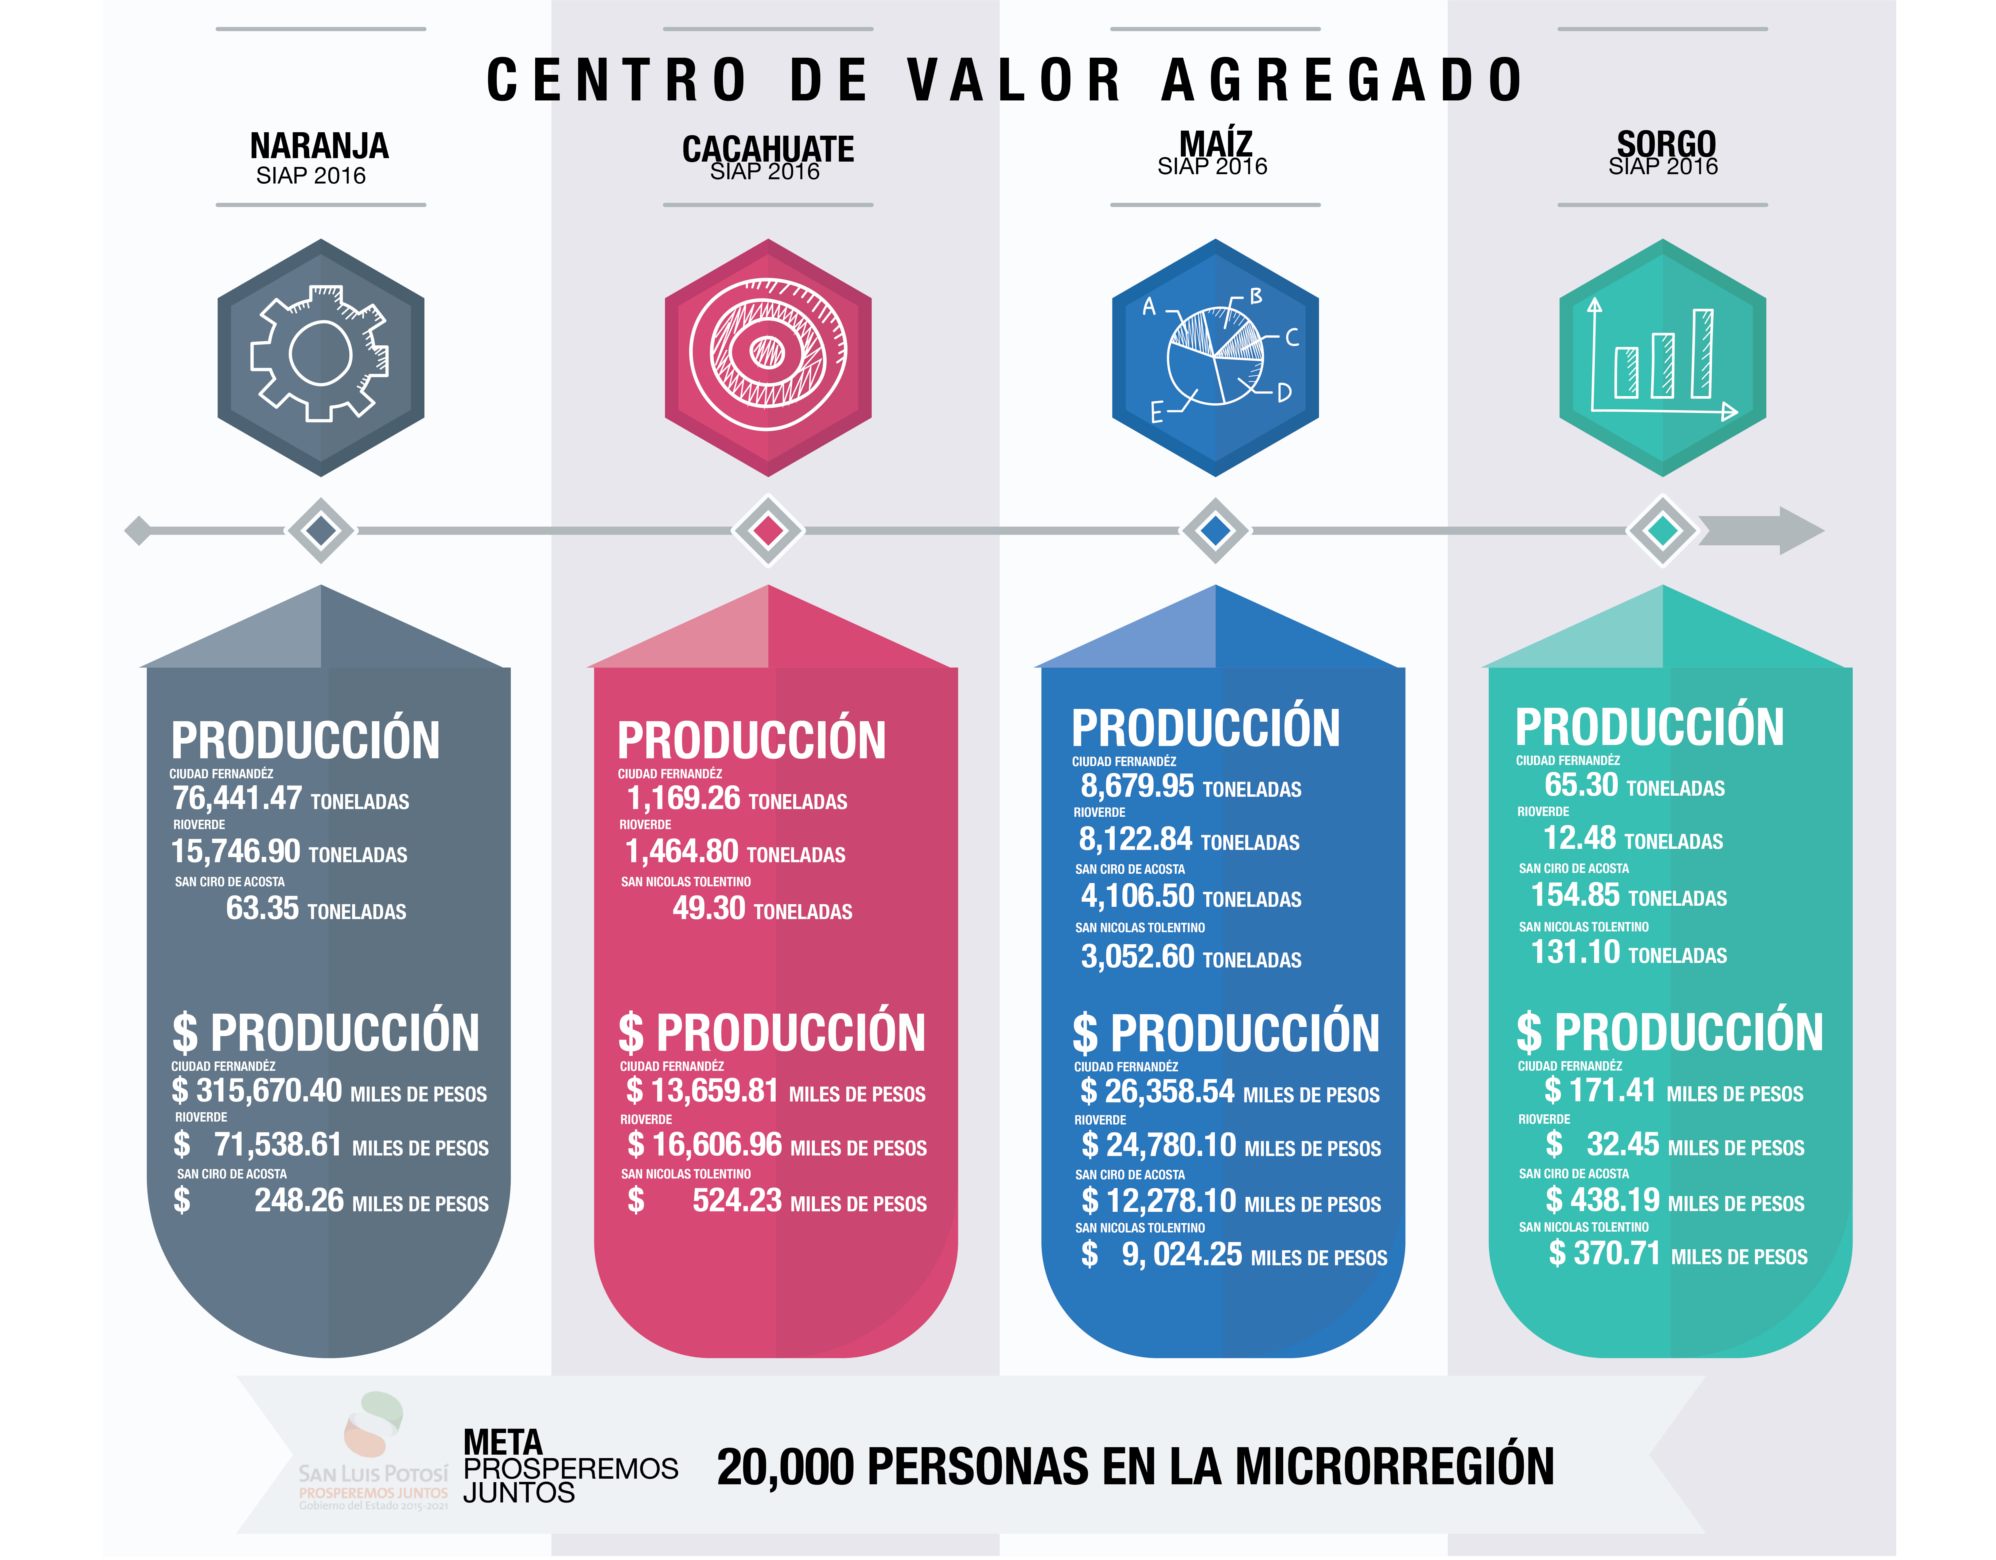 CENTRO DE VALOR AGREGADO
NARANJA
SIAP 2016
CACAHUATE
SIAP 2016
MAÍZ
SIAP 2016
SORGO
SIAP 2016
A
B
C
D
E
PRODUCCIÓN
CIUDAD FERNANDÉZ
76,441.47 TONELADAS
RIOVERDE
15,746.90 TONELADAS
SAN CIRO DE ACOSTA
63.35 TONELADAS
$ PRODUCCIÓN
CIUDAD FERNANDÉZ
$ 315,670.40 MILES DE PESOS
RIOVERDE
$ 71,538.61 MILES DE PESOS
SAN CIRO DE ACOSTA
$ 248.26 MILES DE PESOS
PRODUCCIÓN
CIUDAD FERNANDÉZ
1,169.26 TONELADAS
RIOVERDE
1,464.80 TONELADAS
SAN NICOLAS TOLENTINO
49.30 TONELADAS
$ PRODUCCIÓN
CIUDAD FERNANDÉZ
$ 13,659.81 MILES DE PESOS
RIOVERDE
$ 16,606.96 MILES DE PESOS
SAN NICOLAS TOLENTINO
$ 524.23 MILES DE PESOS
PRODUCCIÓN
CIUDAD FERNANDÉZ
8,679.95 TONELADAS
RIOVERDE
8,122.84 TONELADAS
SAN CIRO DE ACOSTA
4,106.50 TONELADAS
SAN NICOLAS TOLENTINO
3,052.60 TONELADAS
$ PRODUCCIÓN
CIUDAD FERNANDÉZ
$ 26,358.54 MILES DE PESOS
RIOVERDE
$ 24,780.10 MILES DE PESOS
SAN CIRO DE ACOSTA
$ 12,278.10 MILES DE PESOS
SAN NICOLAS TOLENTINO
$ 9, 024.25 MILES DE PESOS
PRODUCCIÓN
CIUDAD FERNANDÉZ
65.30 TONELADAS
RIOVERDE
12.48 TONELADAS
SAN CIRO DE ACOSTA
154.85 TONELADAS
SAN NICOLAS TOLENTINO
131.10 TONELADAS
$ PRODUCCIÓN
CIUDAD FERNANDÉZ
$ 171.41 MILES DE PESOS
RIOVERDE
$ 32.45 MILES DE PESOS
SAN CIRO DE ACOSTA
$ 438.19 MILES DE PESOS
SAN NICOLAS TOLENTINO
$ 370.71 MILES DE PESOS
SAN LUIS POTOSÍ
PROSPEREMOS JUNTOS
Gobierno del Estado 2015-2021
META
PROSPEREMOS
JUNTOS
20,000 PERSONAS EN LA MICRORREGIÓN